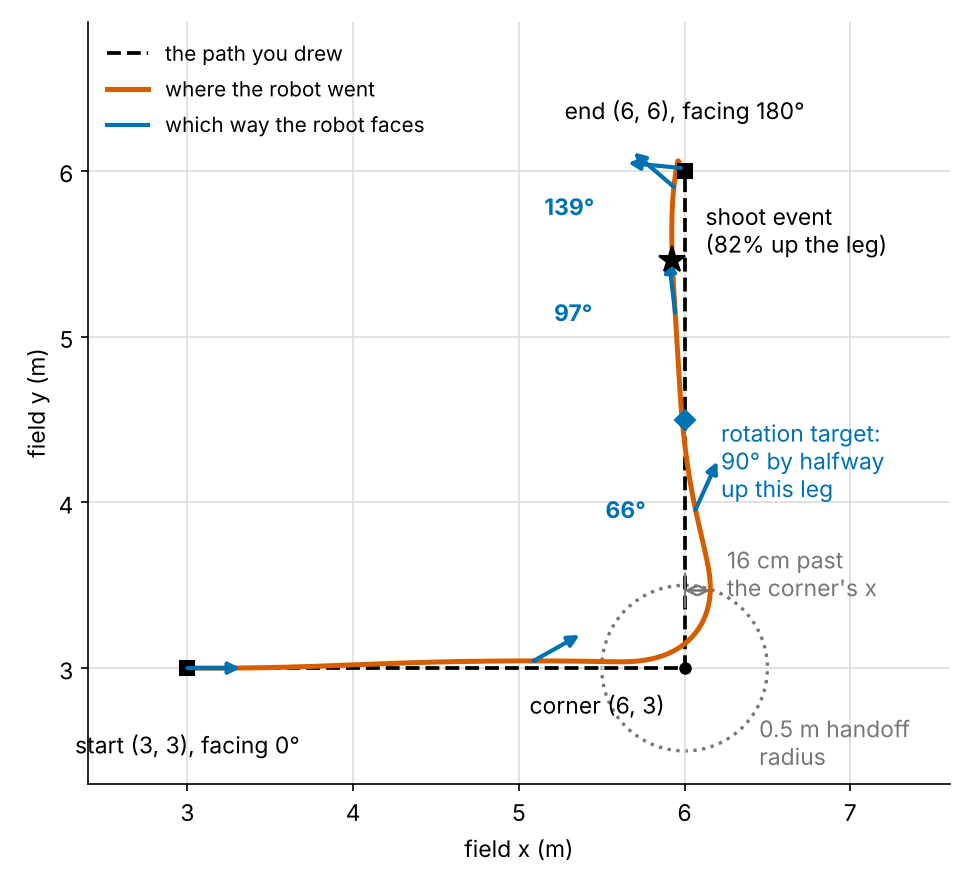 the path you drew
where the robot went
which way the robot faces
end (6, 6), facing 180°
139°
shoot event
(82% up the leg)
97°
rotation target:
90° by halfway
up this leg
66°
16 cm past
the corner's x
corner (6, 3)
0.5 m handoff
radius
start (3, 3), facing 0°
6
5
4
3
field y (m)
3
4
5
6
7
field x (m)